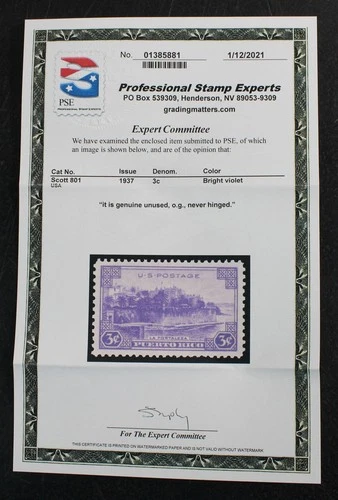 No. 01385881 1/12/2021
PSE
Professional Stamp Experts
PO Box 539309, Henderson, NV 89053-9309
gradingmatters.com
Expert Committee
We have examined the enclosed item submitted to PSE, of which
an image is shown below, and are of the opinion that:
Cat No. Issue Denom. Color
Scott 801 1937 3c Bright violet
USA
"it is genuine unused, o.g., never hinged."
U·S·POSTAGE
LA FORTALEZA
3¢ PUERTO RICO 3¢
For The Expert Committee
THIS CERTIFICATE IS PRINTED ON WATERMARKED PAPER AND IS NOT VALID WITHOUT WATERMARK